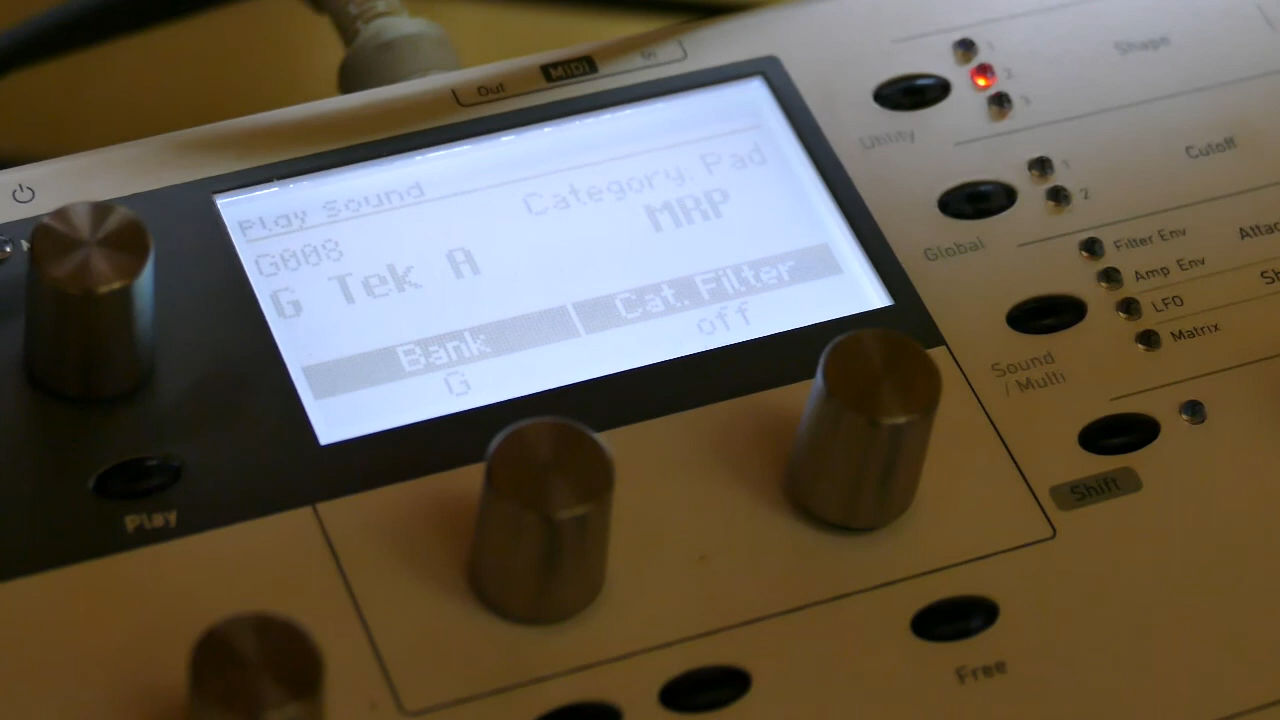 Out MIDI In
Play Sound
Category: Pad
G008
MRP
G Tek A
Bank
Cat. Filter
G
off
Play
Utility
1
2
3
Shape
Global
1
2
Cutoff
Sound
/ Multi
Filter Env
Amp Env
LFO
Matrix
Shift
Free